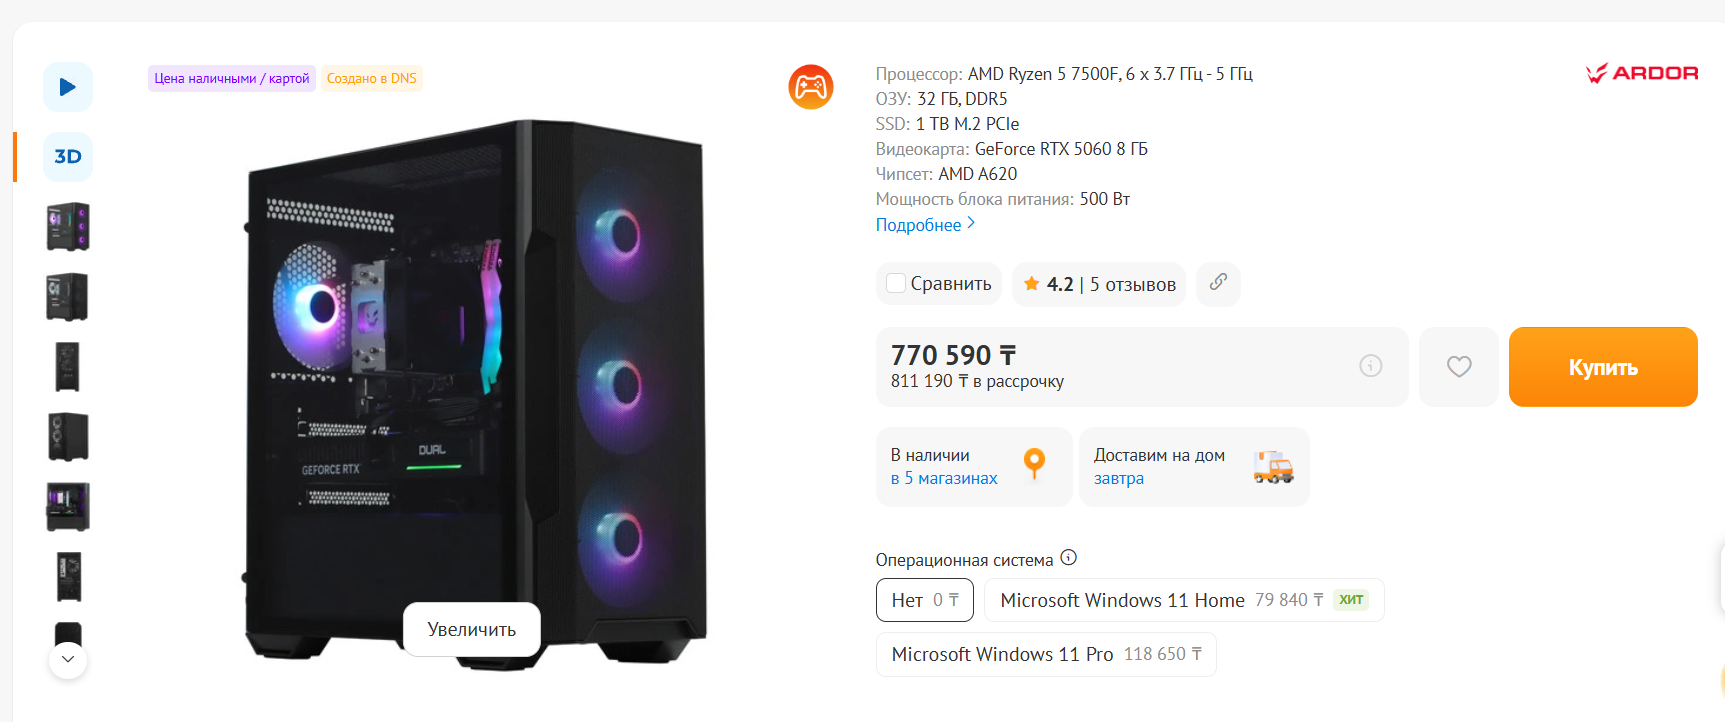 Цена наличными / картой
Создано в DNS
3D
GEFORCE RTX
DUAL
Увеличить
Процессор: AMD Ryzen 5 7500F, 6 x 3.7 ГГц - 5 ГГц
ОЗУ: 32 ГБ, DDR5
SSD: 1 TB M.2 PCIe
Видеокарта: GeForce RTX 5060 8 ГБ
Чипсет: AMD A620
Мощность блока питания: 500 Вт
Подробнее
ARDOR
Сравнить
4.2 | 5 отзывов
770 590 ₸
811 190 ₸ в рассрочку
Купить
В наличии
в 5 магазинах
Доставим на дом
завтра
Операционная система
Нет 0 ₸
Microsoft Windows 11 Home 79 840 ₸ ХИТ
Microsoft Windows 11 Pro 118 650 ₸